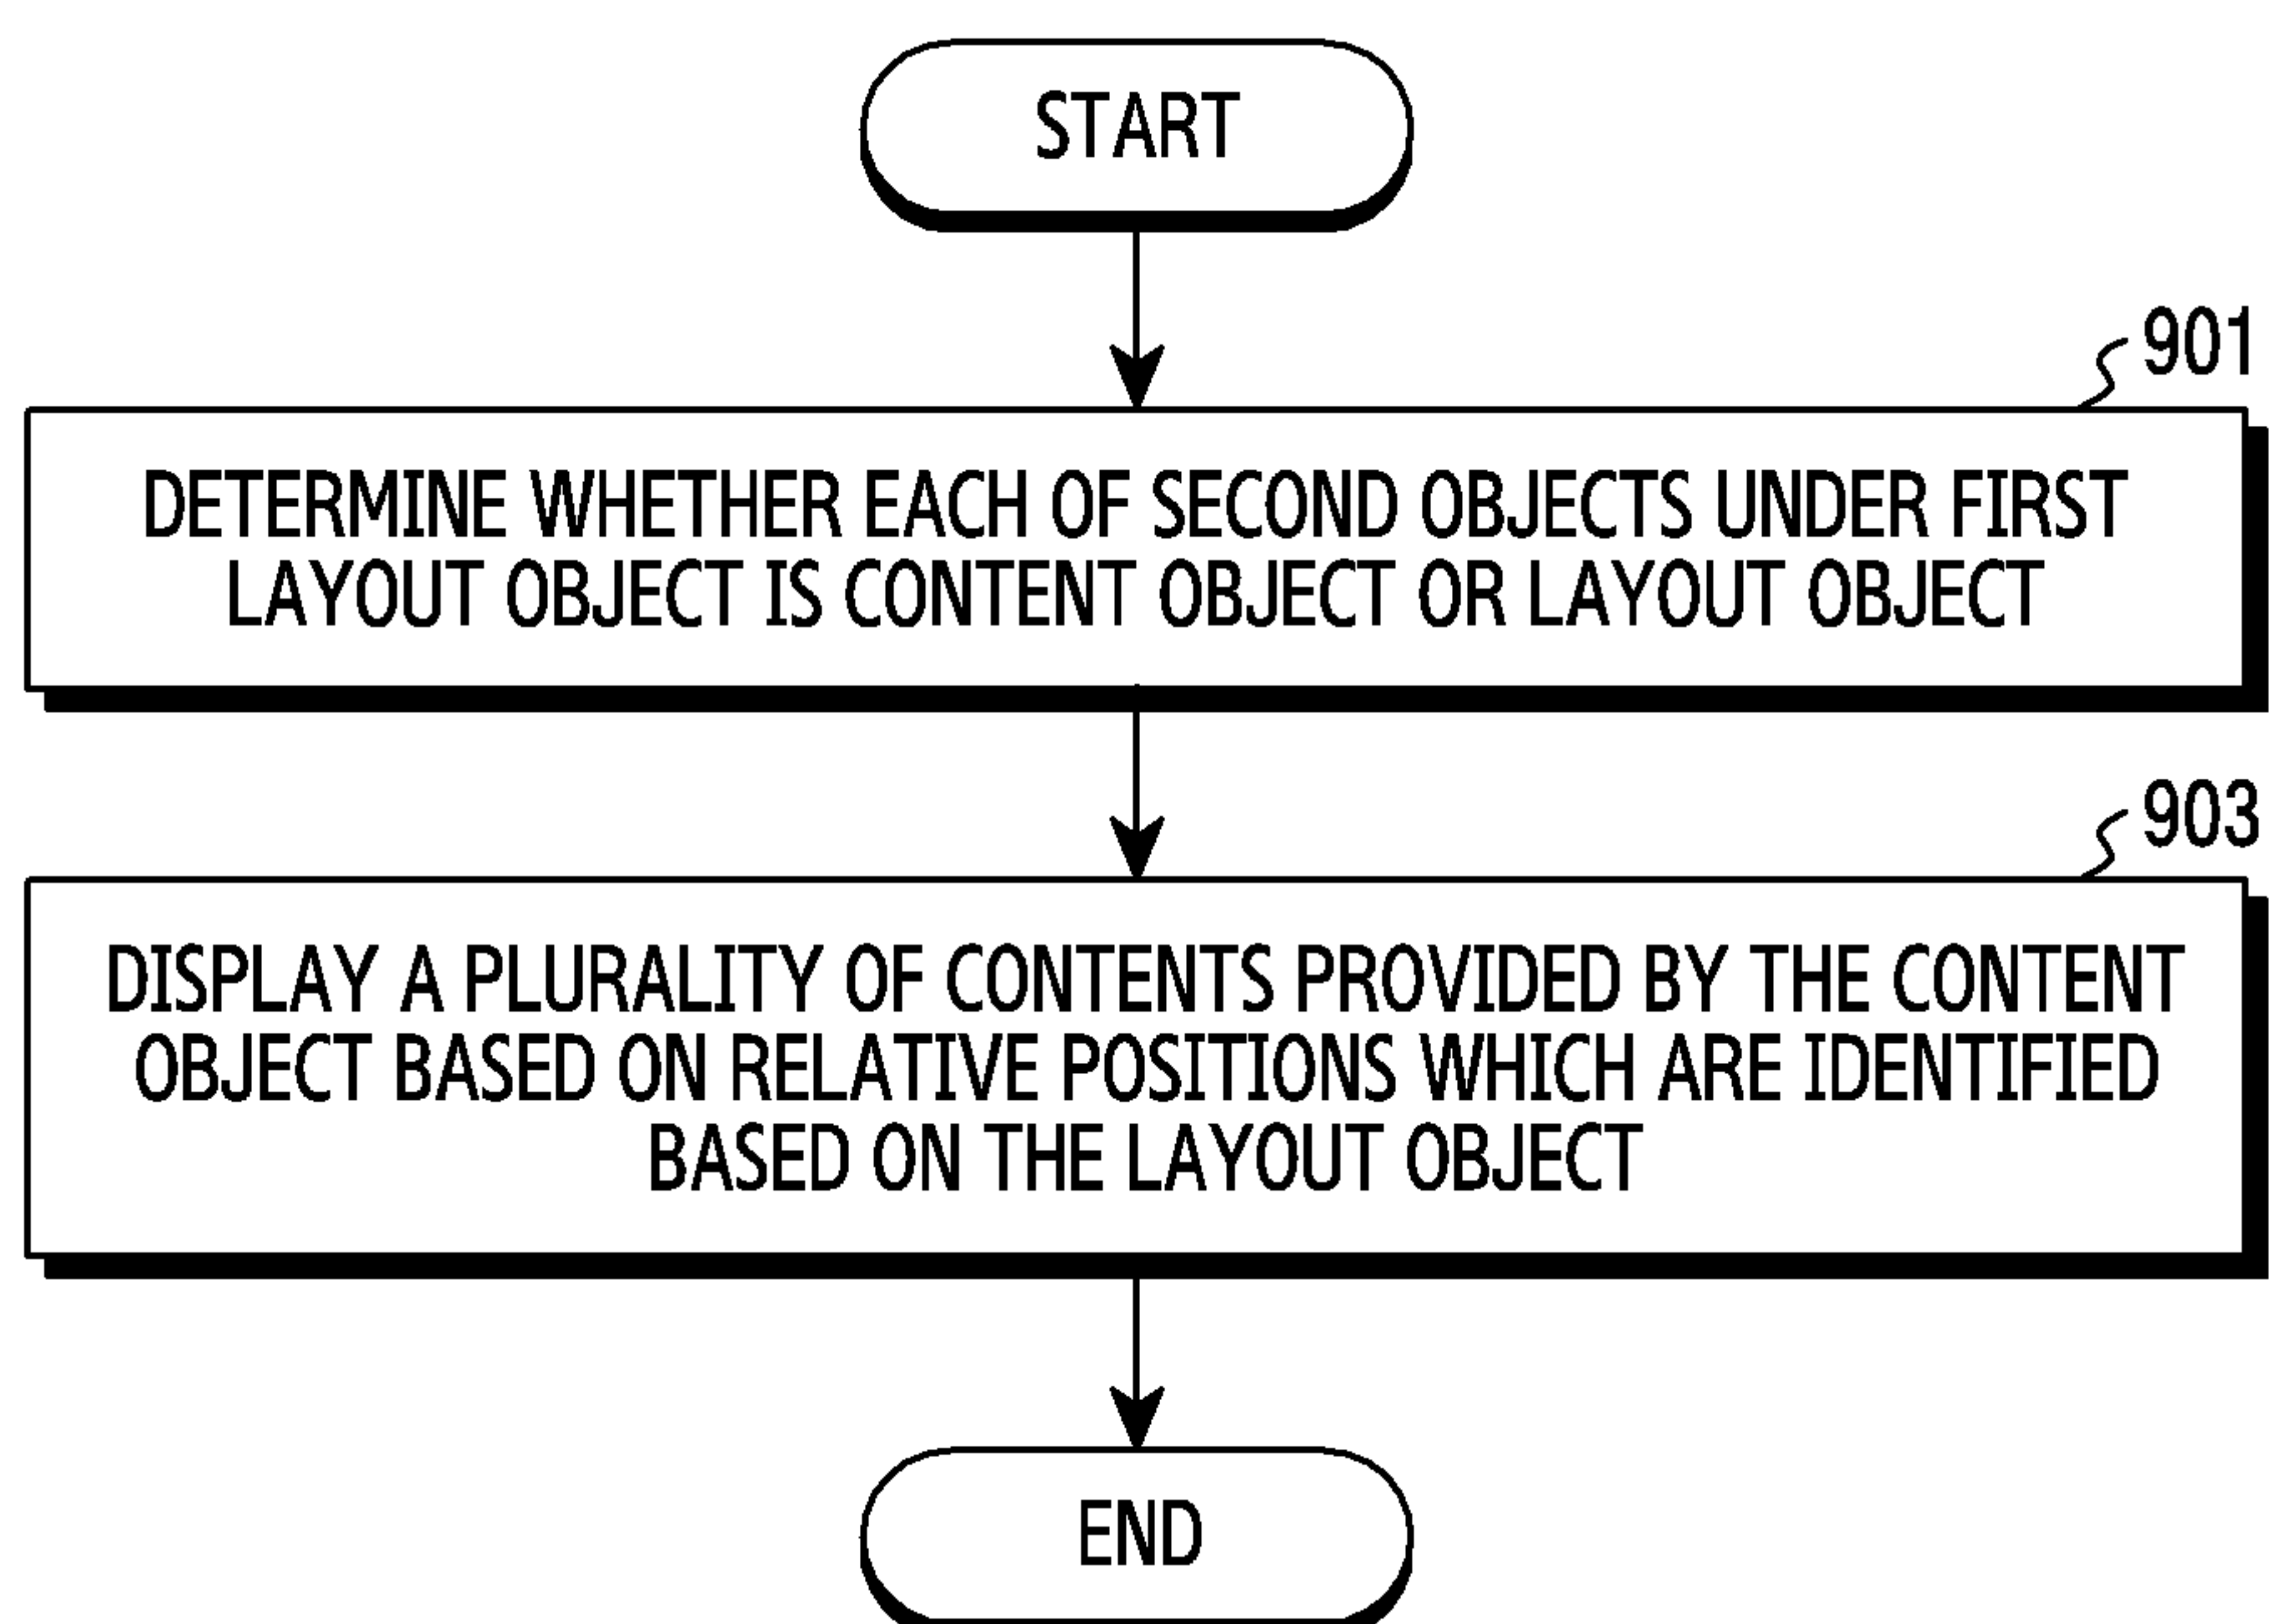 START
901
DETERMINE WHETHER EACH OF SECOND OBJECTS UNDER FIRST
LAYOUT OBJECT IS CONTENT OBJECT OR LAYOUT OBJECT
903
DISPLAY A PLURALITY OF CONTENTS PROVIDED BY THE CONTENT
OBJECT BASED ON RELATIVE POSITIONS WHICH ARE IDENTIFIED
BASED ON THE LAYOUT OBJECT
END